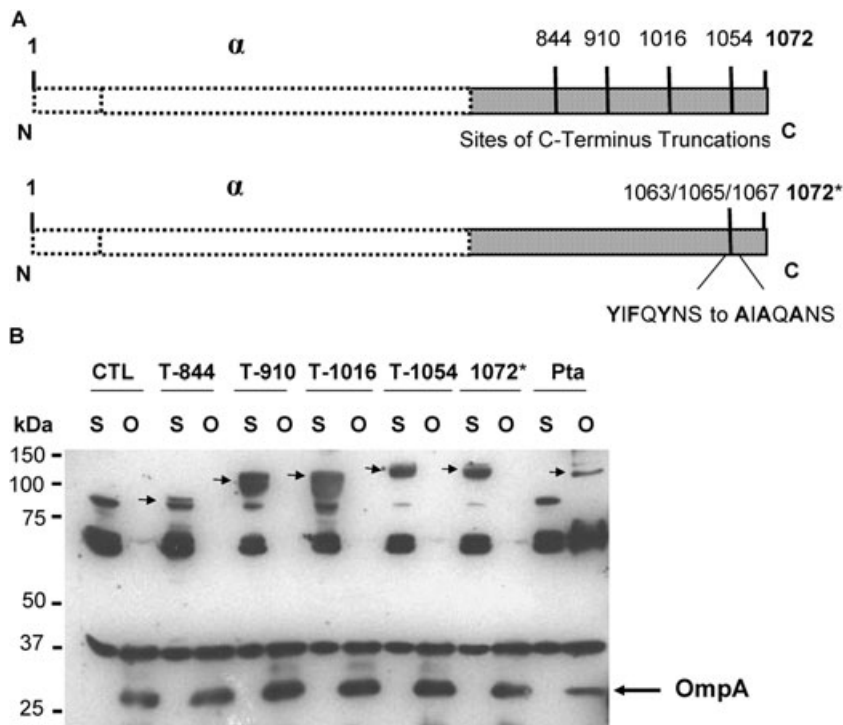 A
1 α 844 910 1016 1054 1072
N Sites of C-Terminus Truncations C
1 α 1063/1065/1067 1072*
N C
YIFQYNS to AIAQANS
B
CTL T-844 T-910 T-1016 T-1054 1072* Pta
kDa S O S O S O S O S O S O S O
150
100
75
50
37
25
OmpA